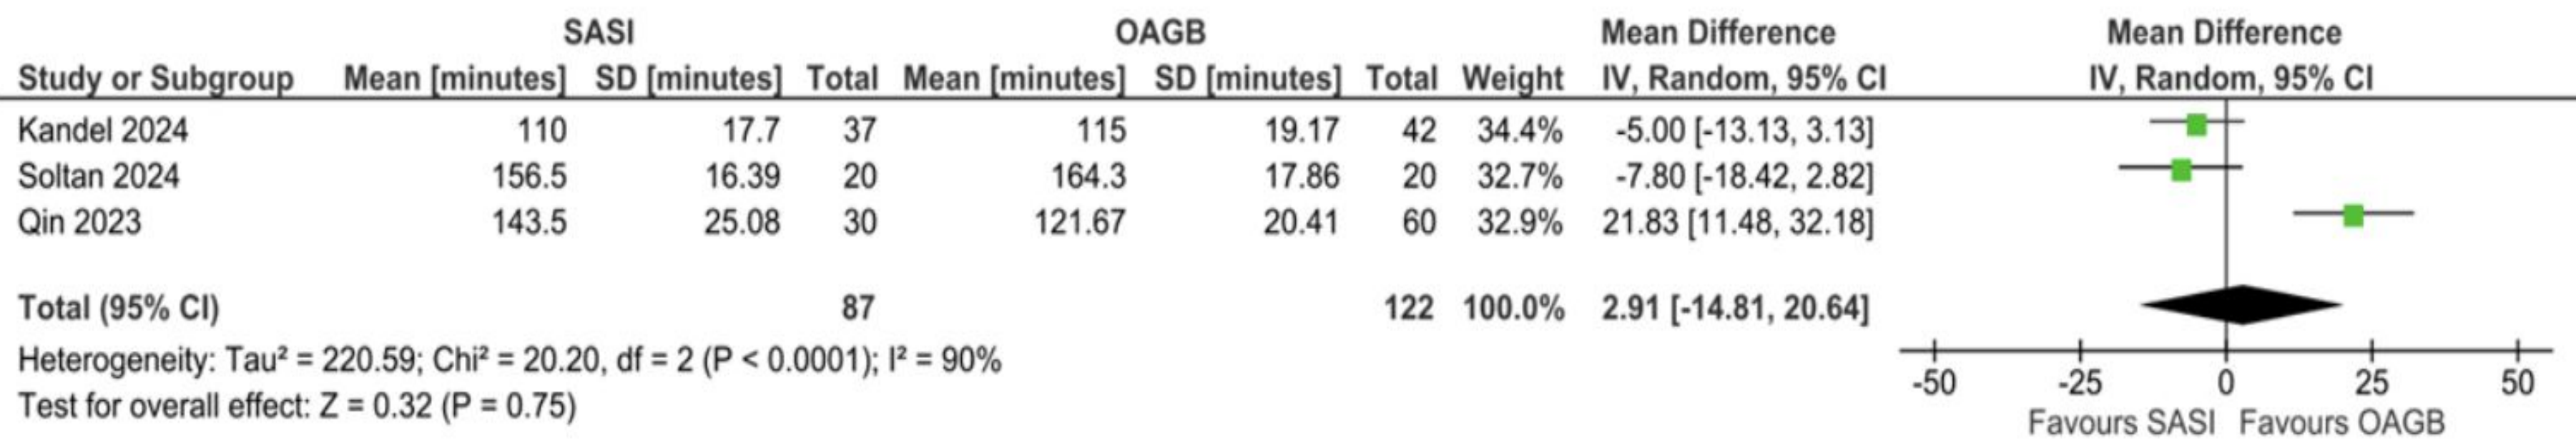 SASI OAGB Mean Difference Mean Difference
Study or Subgroup Mean [minutes] SD [minutes] Total Mean [minutes] SD [minutes] Total Weight IV, Random, 95% CI IV, Random, 95% CI
Kandel 2024 110 17.7 37 115 19.17 42 34.4% -5.00 [-13.13, 3.13]
Soltan 2024 156.5 16.39 20 164.3 17.86 20 32.7% -7.80 [-18.42, 2.82]
Qin 2023 143.5 25.08 30 121.67 20.41 60 32.9% 21.83 [11.48, 32.18]
Total (95% CI) 87 122 100.0% 2.91 [-14.81, 20.64]
Heterogeneity: Tau² = 220.59; Chi² = 20.20, df = 2 (P < 0.0001); I² = 90%
-50 -25 0 25 50
Test for overall effect: Z = 0.32 (P = 0.75)
Favours SASI Favours OAGB